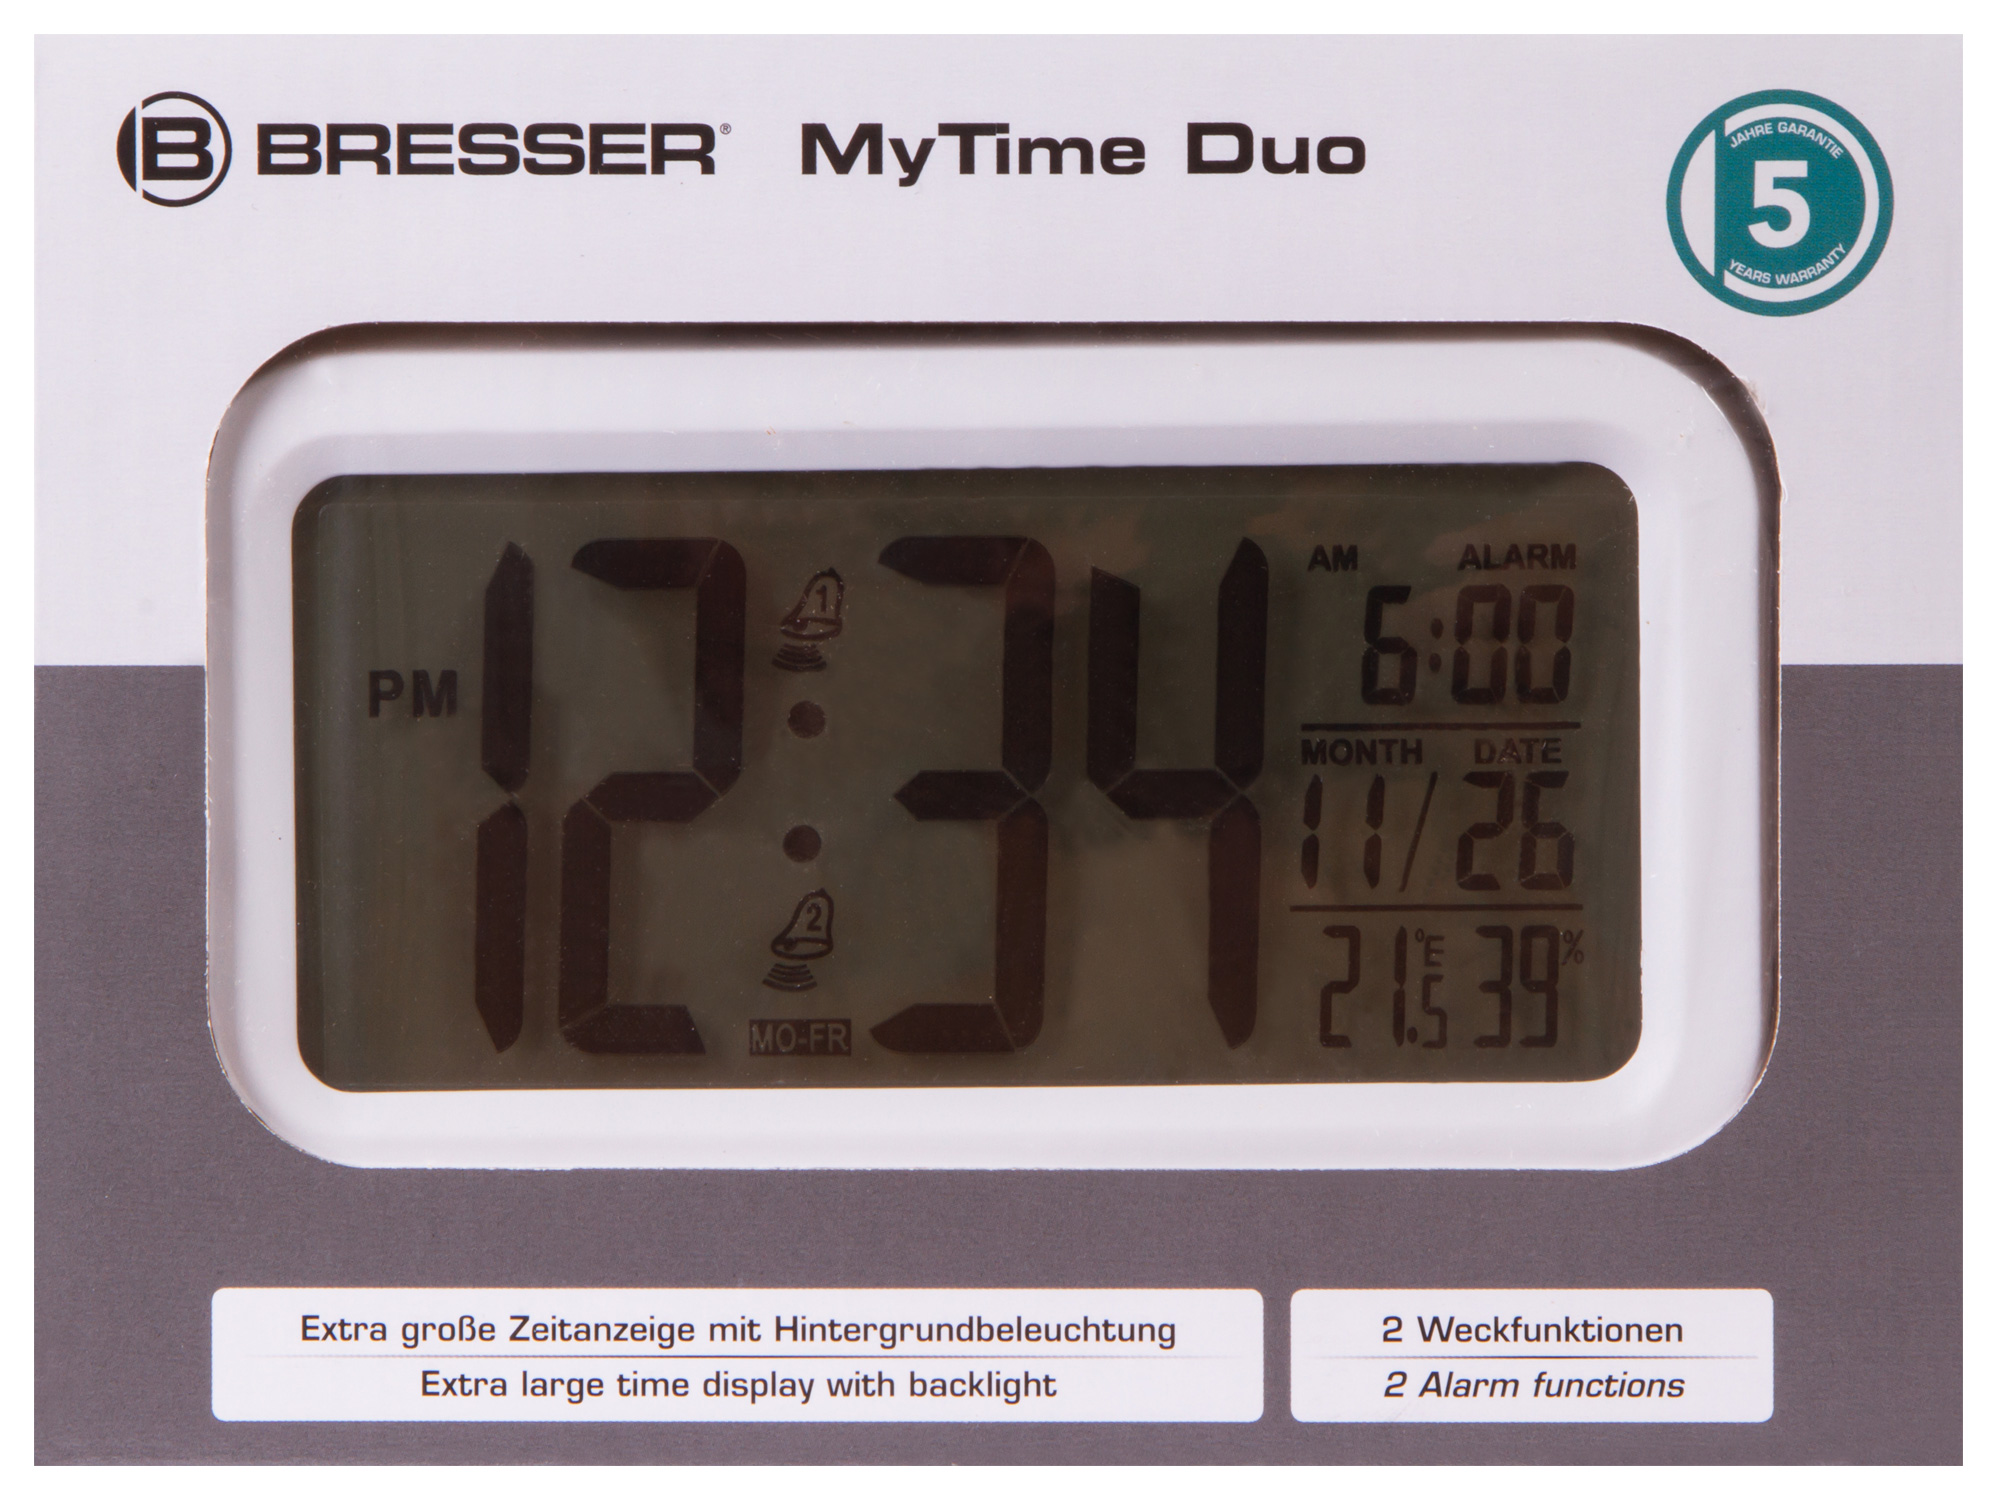 B BRESSER® MyTime Duo
JAHRE GARANTIE
5
YEARS WARRANTY
PM 12:34
1
2
MO-FR
AM ALARM
6:00
MONTH DATE
11/26
21.5°E 39%
Extra große Zeitanzeige mit Hintergrundbeleuchtung
Extra large time display with backlight
2 Weckfunktionen
2 Alarm functions